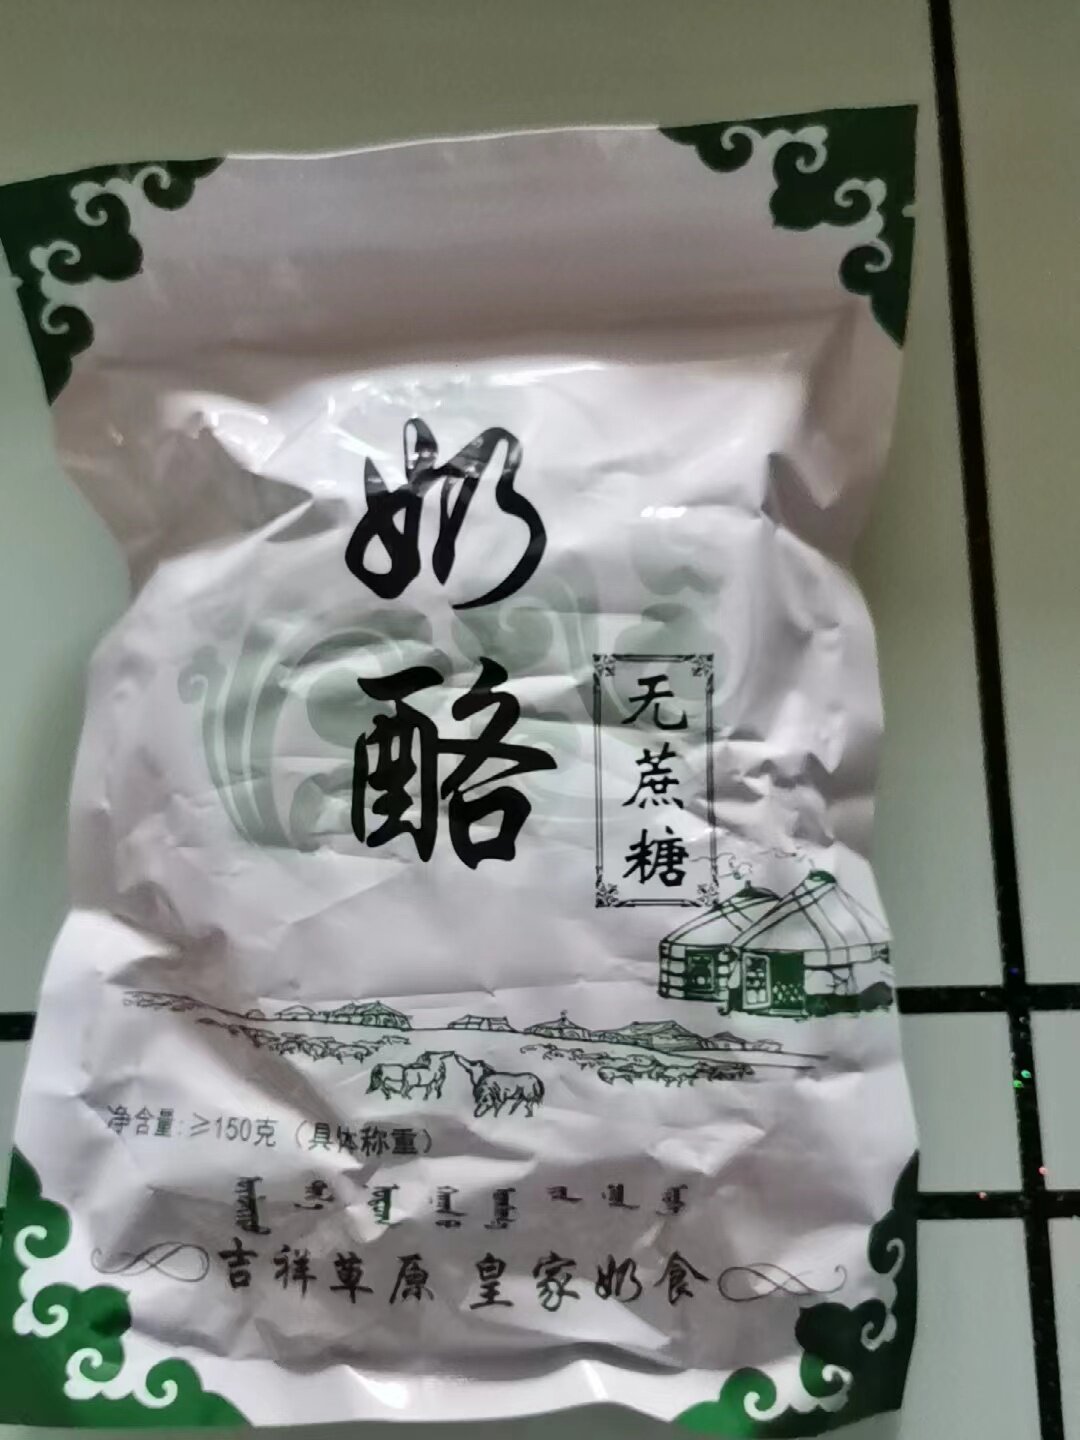 奶酪
无蔗糖
净含量:≥150克(具体称重)
吉祥草原 皇家奶食